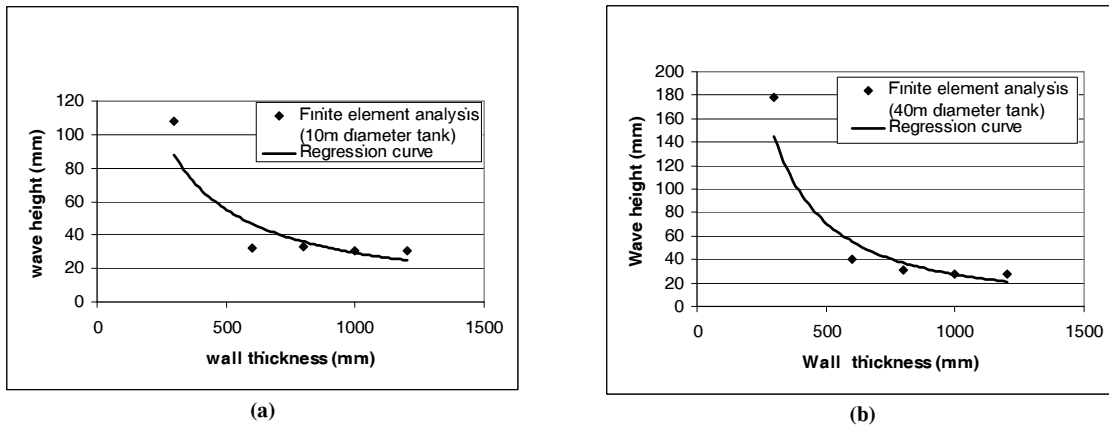 120
100
80
60
40
20
0
wave height (mm)
Finite element analysis
(10m diameter tank)
Regression curve
0
500
1000
1500
wall thickness (mm)
(a)
200
180
160
140
120
100
80
60
40
20
0
Wave height (mm)
Finite element analysis
(40m diameter tank)
Regression curve
0
500
1000
1500
Wall thickness (mm)
(b)